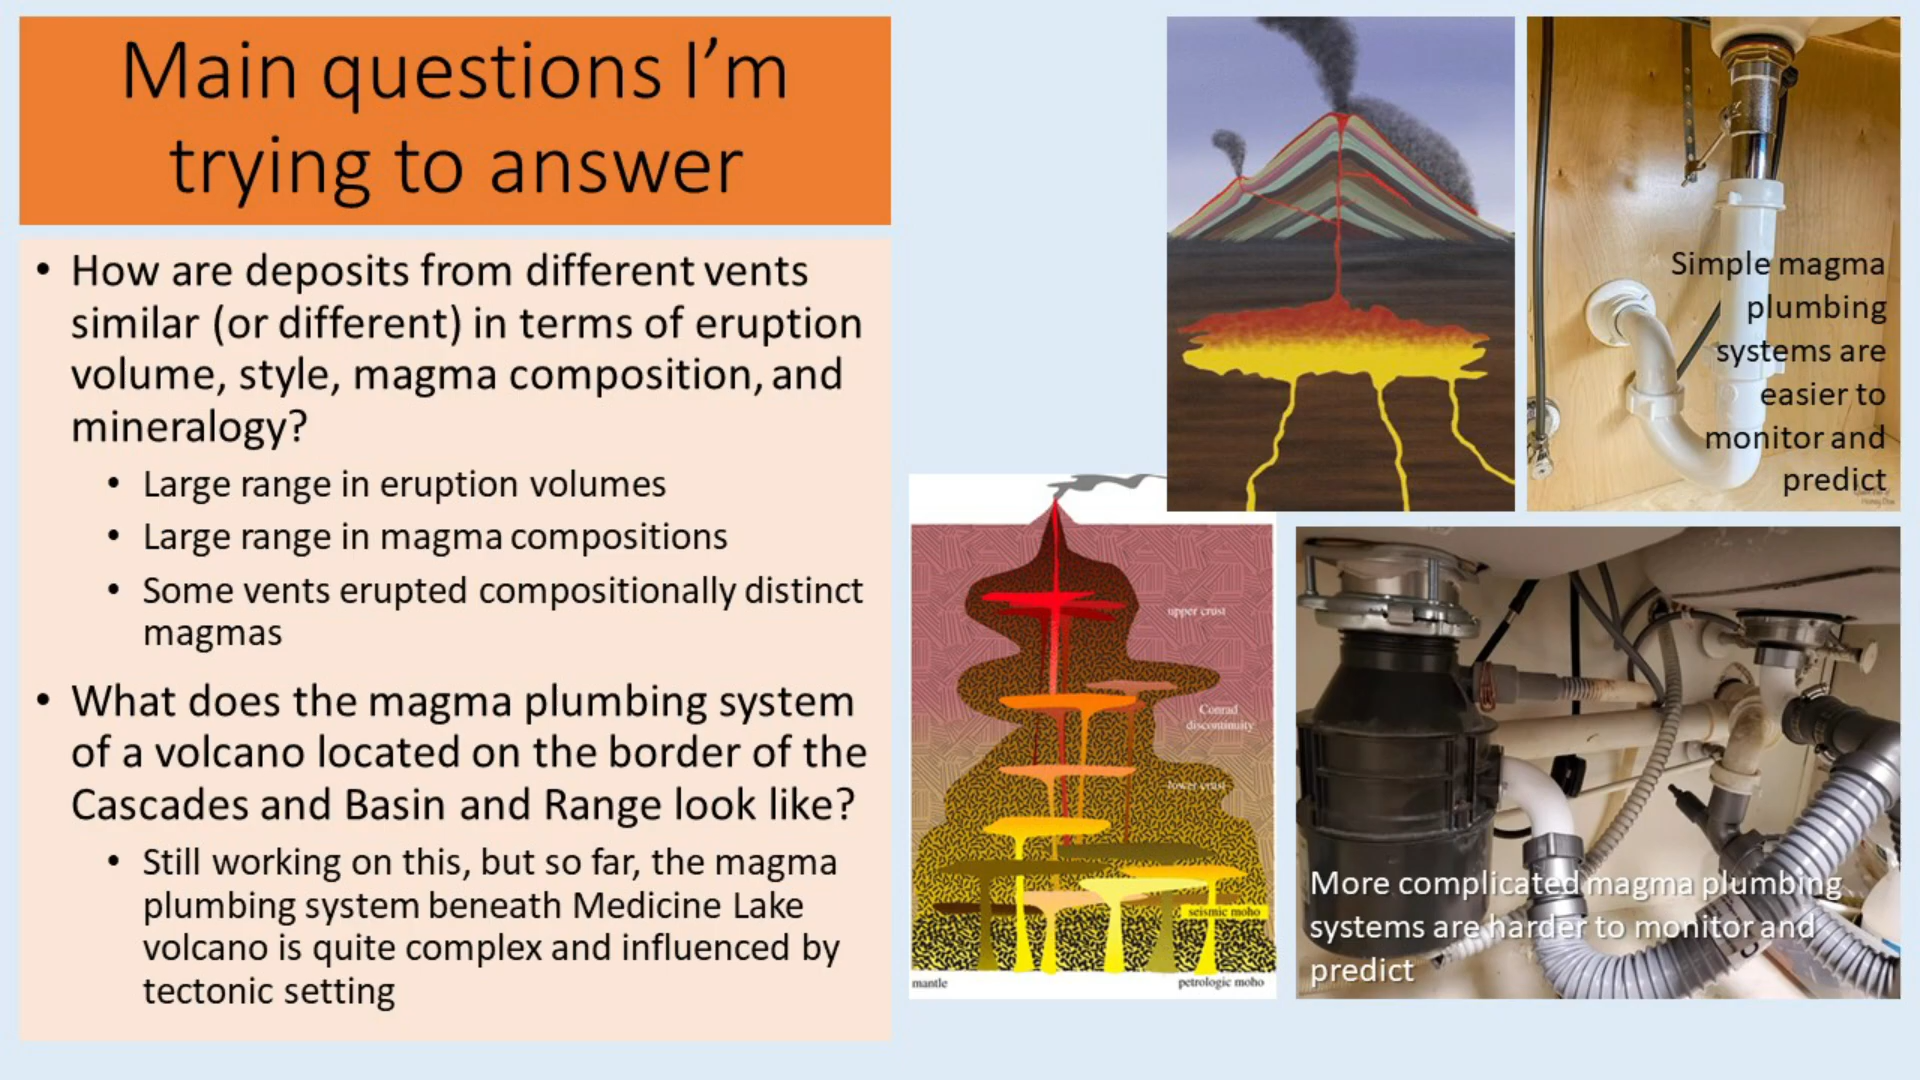 Main questions I'm
trying to answer
• How are deposits from different vents
similar (or different) in terms of eruption
volume, style, magma composition, and
mineralogy?
• Large range in eruption volumes
• Large range in magma compositions
• Some vents erupted compositionally distinct
magmas
• What does the magma plumbing system
of a volcano located on the border of the
Cascades and Basin and Range look like?
• Still working on this, but so far, the magma
plumbing system beneath Medicine Lake
volcano is quite complex and influenced by
tectonic setting
Simple magma
plumbing
systems are
easier to
monitor and
predict
upper crust
Conrad
discontinuity
lower crust
seismic moho
mantle
petrologic moho
More complicated magma plumbing
systems are harder to monitor and
predict